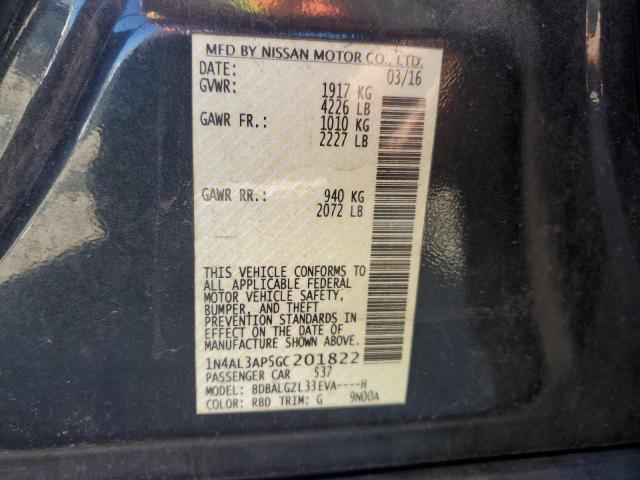 MFD BY NISSAN MOTOR CO., LTD.
DATE: 03/16
GVWR: 1917 KG
4226 LB
GAWR FR.: 1010 KG
2227 LB
GAWR RR.: 940 KG
2072 LB
THIS VEHICLE CONFORMS TO
ALL APPLICABLE FEDERAL
MOTOR VEHICLE SAFETY,
BUMPER, AND THEFT
PREVENTION STANDARDS IN
EFFECT ON THE DATE OF
MANUFACTURE SHOWN ABOVE.
1N4AL3AP5GC201822
PASSENGER CAR 537
MODEL: BDBALGZL33EVA----H
COLOR: RBD TRIM: G 9N00A